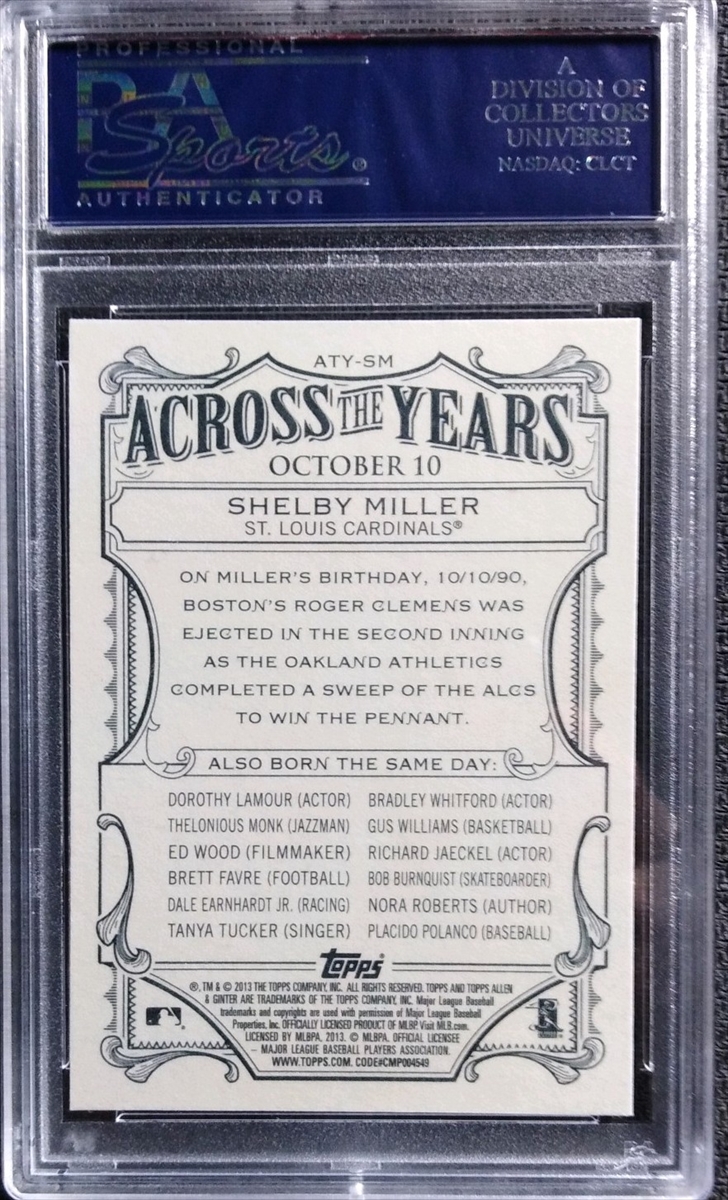 PROFESSIONAL
PSA
Sports®
AUTHENTICATOR
A
DIVISION OF
COLLECTORS
UNIVERSE
NASDAQ: CLCT
ATY-SM
ACROSS THE YEARS
OCTOBER 10
SHELBY MILLER
ST. LOUIS CARDINALS®
ON MILLER'S BIRTHDAY, 10/10/90,
BOSTON'S ROGER CLEMENS WAS
EJECTED IN THE SECOND INNING
AS THE OAKLAND ATHLETICS
COMPLETED A SWEEP OF THE ALCS
TO WIN THE PENNANT.
ALSO BORN THE SAME DAY:
DOROTHY LAMOUR (ACTOR) BRADLEY WHITFORD (ACTOR)
THELONIOUS MONK (JAZZMAN) GUS WILLIAMS (BASKETBALL)
ED WOOD (FILMMAKER) RICHARD JAECKEL (ACTOR)
BRETT FAVRE (FOOTBALL) BOB BURNQUIST (SKATEBOARDER)
DALE EARNHARDT JR. (RACING) NORA ROBERTS (AUTHOR)
TANYA TUCKER (SINGER) PLACIDO POLANCO (BASEBALL)
TOPPS
®, TM & © 2013 THE TOPPS COMPANY, INC. ALL RIGHTS RESERVED. TOPPS AND TOPPS ALLEN
& GINTER ARE TRADEMARKS OF THE TOPPS COMPANY, INC. Major League Baseball
trademarks and copyrights are used with permission of Major League Baseball
Properties, Inc. OFFICIALLY LICENSED PRODUCT OF MLBP. Visit MLB.com.
LICENSED BY MLBPA, 2013. © MLBPA. OFFICIAL LICENSEE
– MAJOR LEAGUE BASEBALL PLAYERS ASSOCIATION.
WWW.TOPPS.COM. CODE#CMP004549